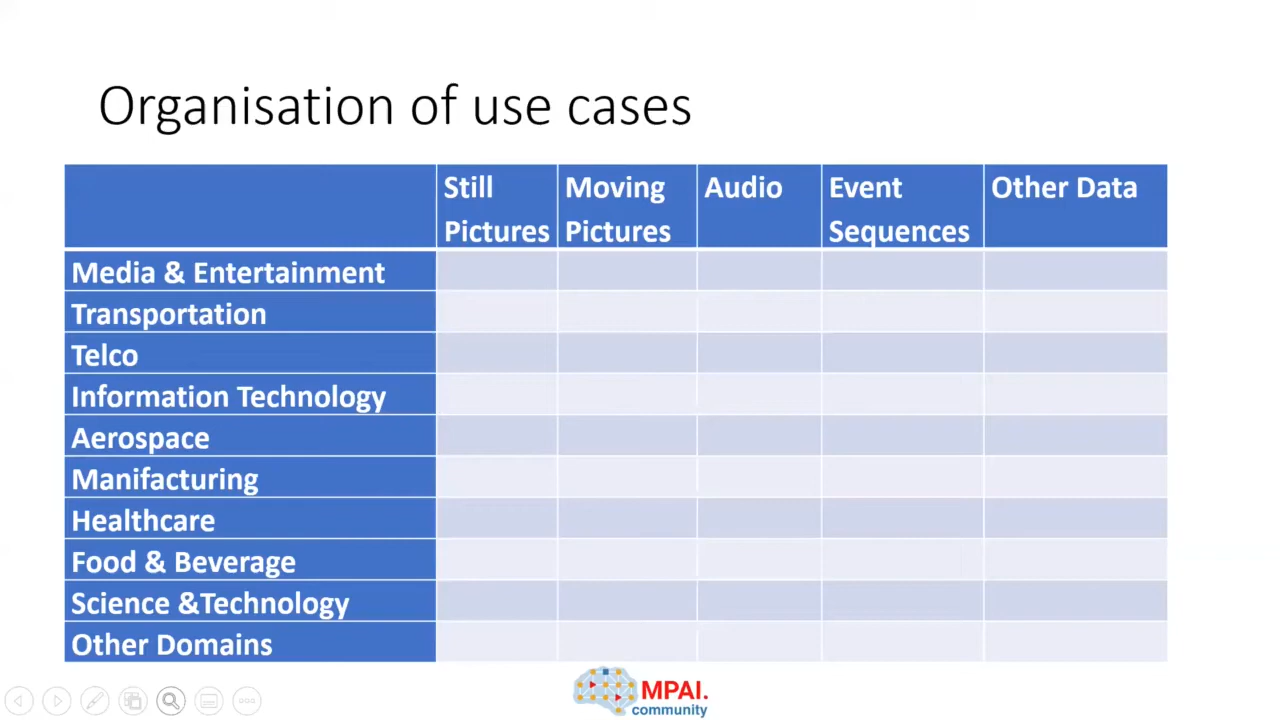 Organisation of use cases
Still Pictures
Moving Pictures
Audio
Event Sequences
Other Data
Media & Entertainment
Transportation
Telco
Information Technology
Aerospace
Manifacturing
Healthcare
Food & Beverage
Science &Technology
Other Domains
MPAI.
community